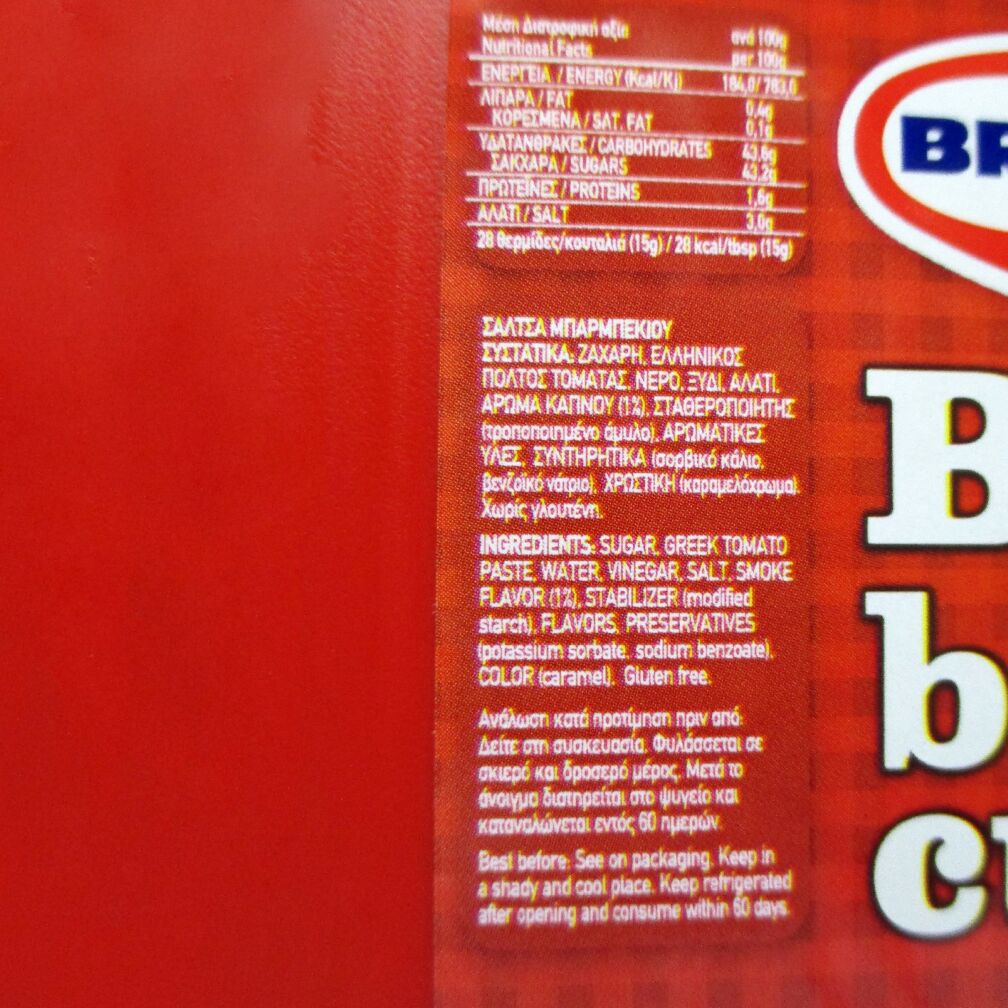 Μέση Διατροφική αξία ανά 100g
Nutritional Facts per 100g
ΕΝΕΡΓΕΙΑ / ENERGY (Kcal/Kj) 184,0/ 783,0
ΛΙΠΑΡΑ / FAT 0,4g
ΚΟΡΕΣΜΕΝΑ / SAT. FAT 0,1g
ΥΔΑΤΑΝΘΡΑΚΕΣ / CARBOHYDRATES 43,6g
ΣΑΚΧΑΡΑ / SUGARS 43,2g
ΠΡΩΤΕΪΝΕΣ / PROTEINS 1,6g
ΑΛΑΤΙ / SALT 3,0g
28 θερμίδες/κουταλιά (15g) / 28 kcal/tbsp (15g)
ΣΑΛΤΣΑ ΜΠΑΡΜΠΕΚΙΟΥ
ΣΥΣΤΑΤΙΚΑ: ΖΑΧΑΡΗ, ΕΛΛΗΝΙΚΟΣ
ΠΟΛΤΟΣ ΤΟΜΑΤΑΣ, ΝΕΡΟ, ΞΥΔΙ, ΑΛΑΤΙ,
ΑΡΩΜΑ ΚΑΠΝΟΥ (1%), ΣΤΑΘΕΡΟΠΟΙΗΤΗΣ
(τροποποιημένο άμυλο), ΑΡΩΜΑΤΙΚΕΣ
ΥΛΕΣ, ΣΥΝΤΗΡΗΤΙΚΑ (σορβικό κάλιο,
βενζοϊκό νάτριο), ΧΡΩΣΤΙΚΗ (καραμελόχρωμα).
Χωρίς γλουτένη.
INGREDIENTS: SUGAR, GREEK TOMATO
PASTE, WATER, VINEGAR, SALT, SMOKE
FLAVOR (1%), STABILIZER (modified
starch), FLAVORS, PRESERVATIVES
(potassium sorbate, sodium benzoate),
COLOR (caramel). Gluten free.
Ανάλωση κατά προτίμηση πριν από:
Δείτε στη συσκευασία. Φυλάσσεται σε
σκιερό και δροσερό μέρος. Μετά το
άνοιγμα διατηρείται στο ψυγείο και
καταναλώνεται εντός 60 ημερών.
Best before: See on packaging. Keep in
a shady and cool place. Keep refrigerated
after opening and consume within 60 days.